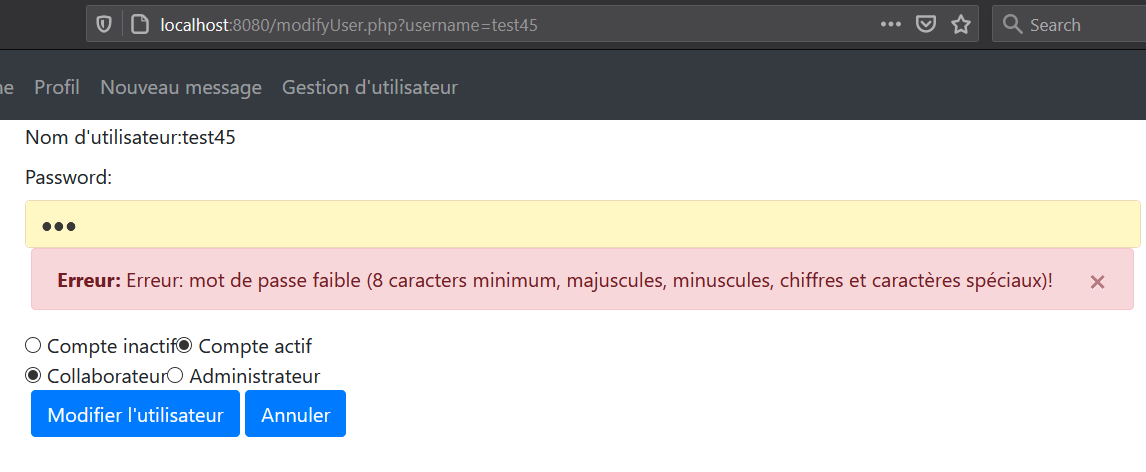 localhost:8080/modifyUser.php?username=test45 Search
ne Profil Nouveau message Gestion d'utilisateur
Nom d'utilisateur:test45
Password:
Erreur: Erreur: mot de passe faible (8 caracters minimum, majuscules, minuscules, chiffres et caractères spéciaux)! ×
Compte inactif Compte actif
Collaborateur Administrateur
Modifier l'utilisateur Annuler